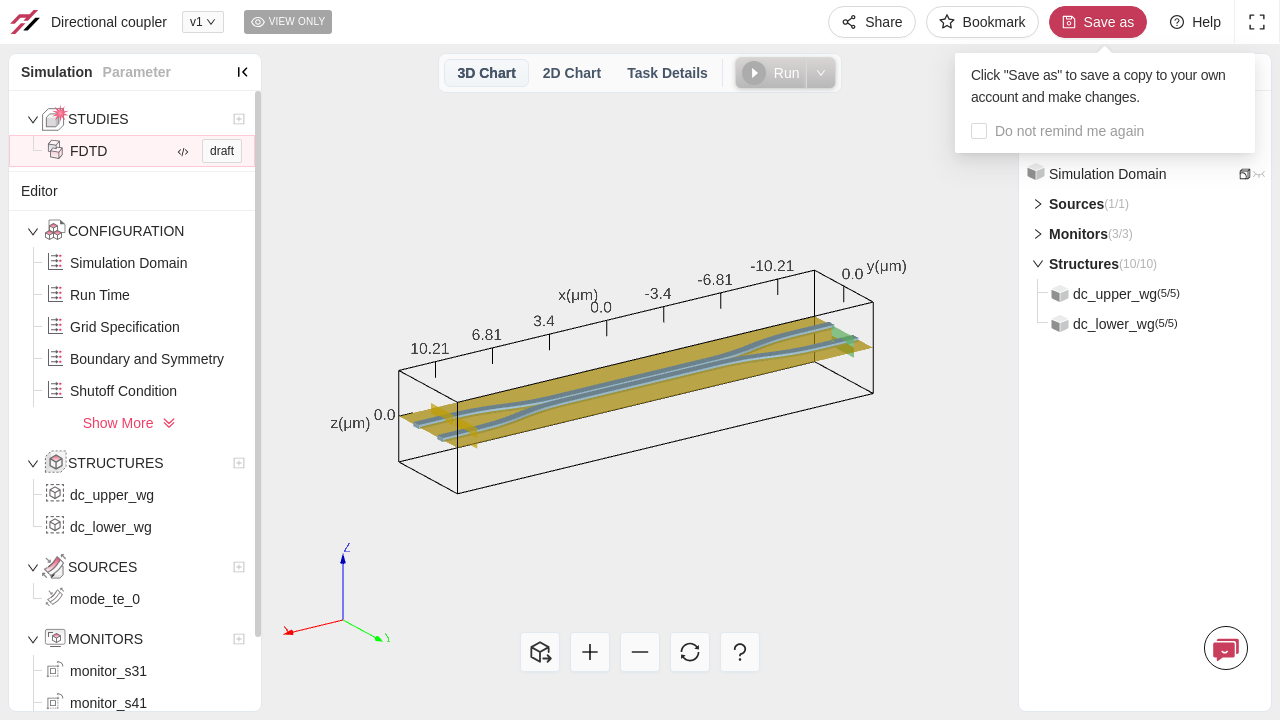 Directional coupler
v1
VIEW ONLY
Share
Bookmark
Save as
Help
Simulation
Parameter
3D Chart
2D Chart
Task Details
Run
Click "Save as" to save a copy to your own
account and make changes.
Do not remind me again
STUDIES
FDTD
draft
Editor
CONFIGURATION
Simulation Domain
Run Time
Grid Specification
Boundary and Symmetry
Shutoff Condition
Show More
STRUCTURES
dc_upper_wg
dc_lower_wg
SOURCES
mode_te_0
MONITORS
monitor_s31
monitor_s41
x(μm)
10.21
6.81
3.4
0.0
-3.4
-6.81
-10.21
0.0
y(μm)
z(μm)
0.0
Z
X
Y
Simulation Domain
Sources(1/1)
Monitors(3/3)
Structures(10/10)
dc_upper_wg(5/5)
dc_lower_wg(5/5)